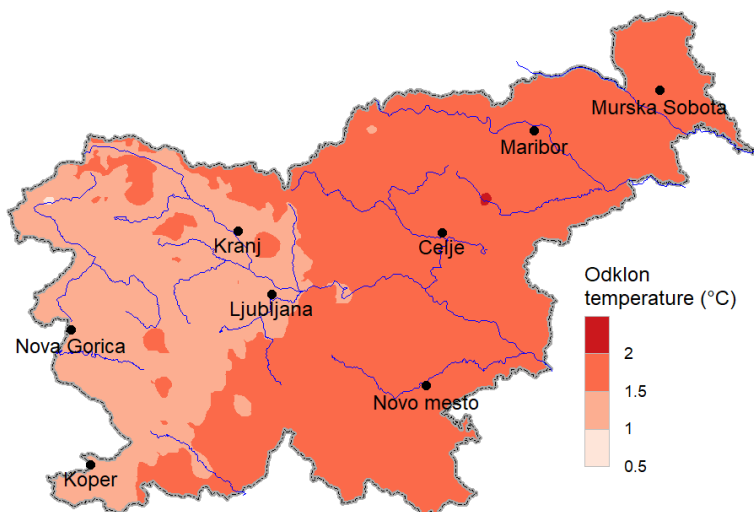 Murska Sobota
Maribor
Kranj
Celje
Ljubljana
Nova Gorica
Novo mesto
Koper
Odklon
temperature (°C)
2
1.5
1
0.5